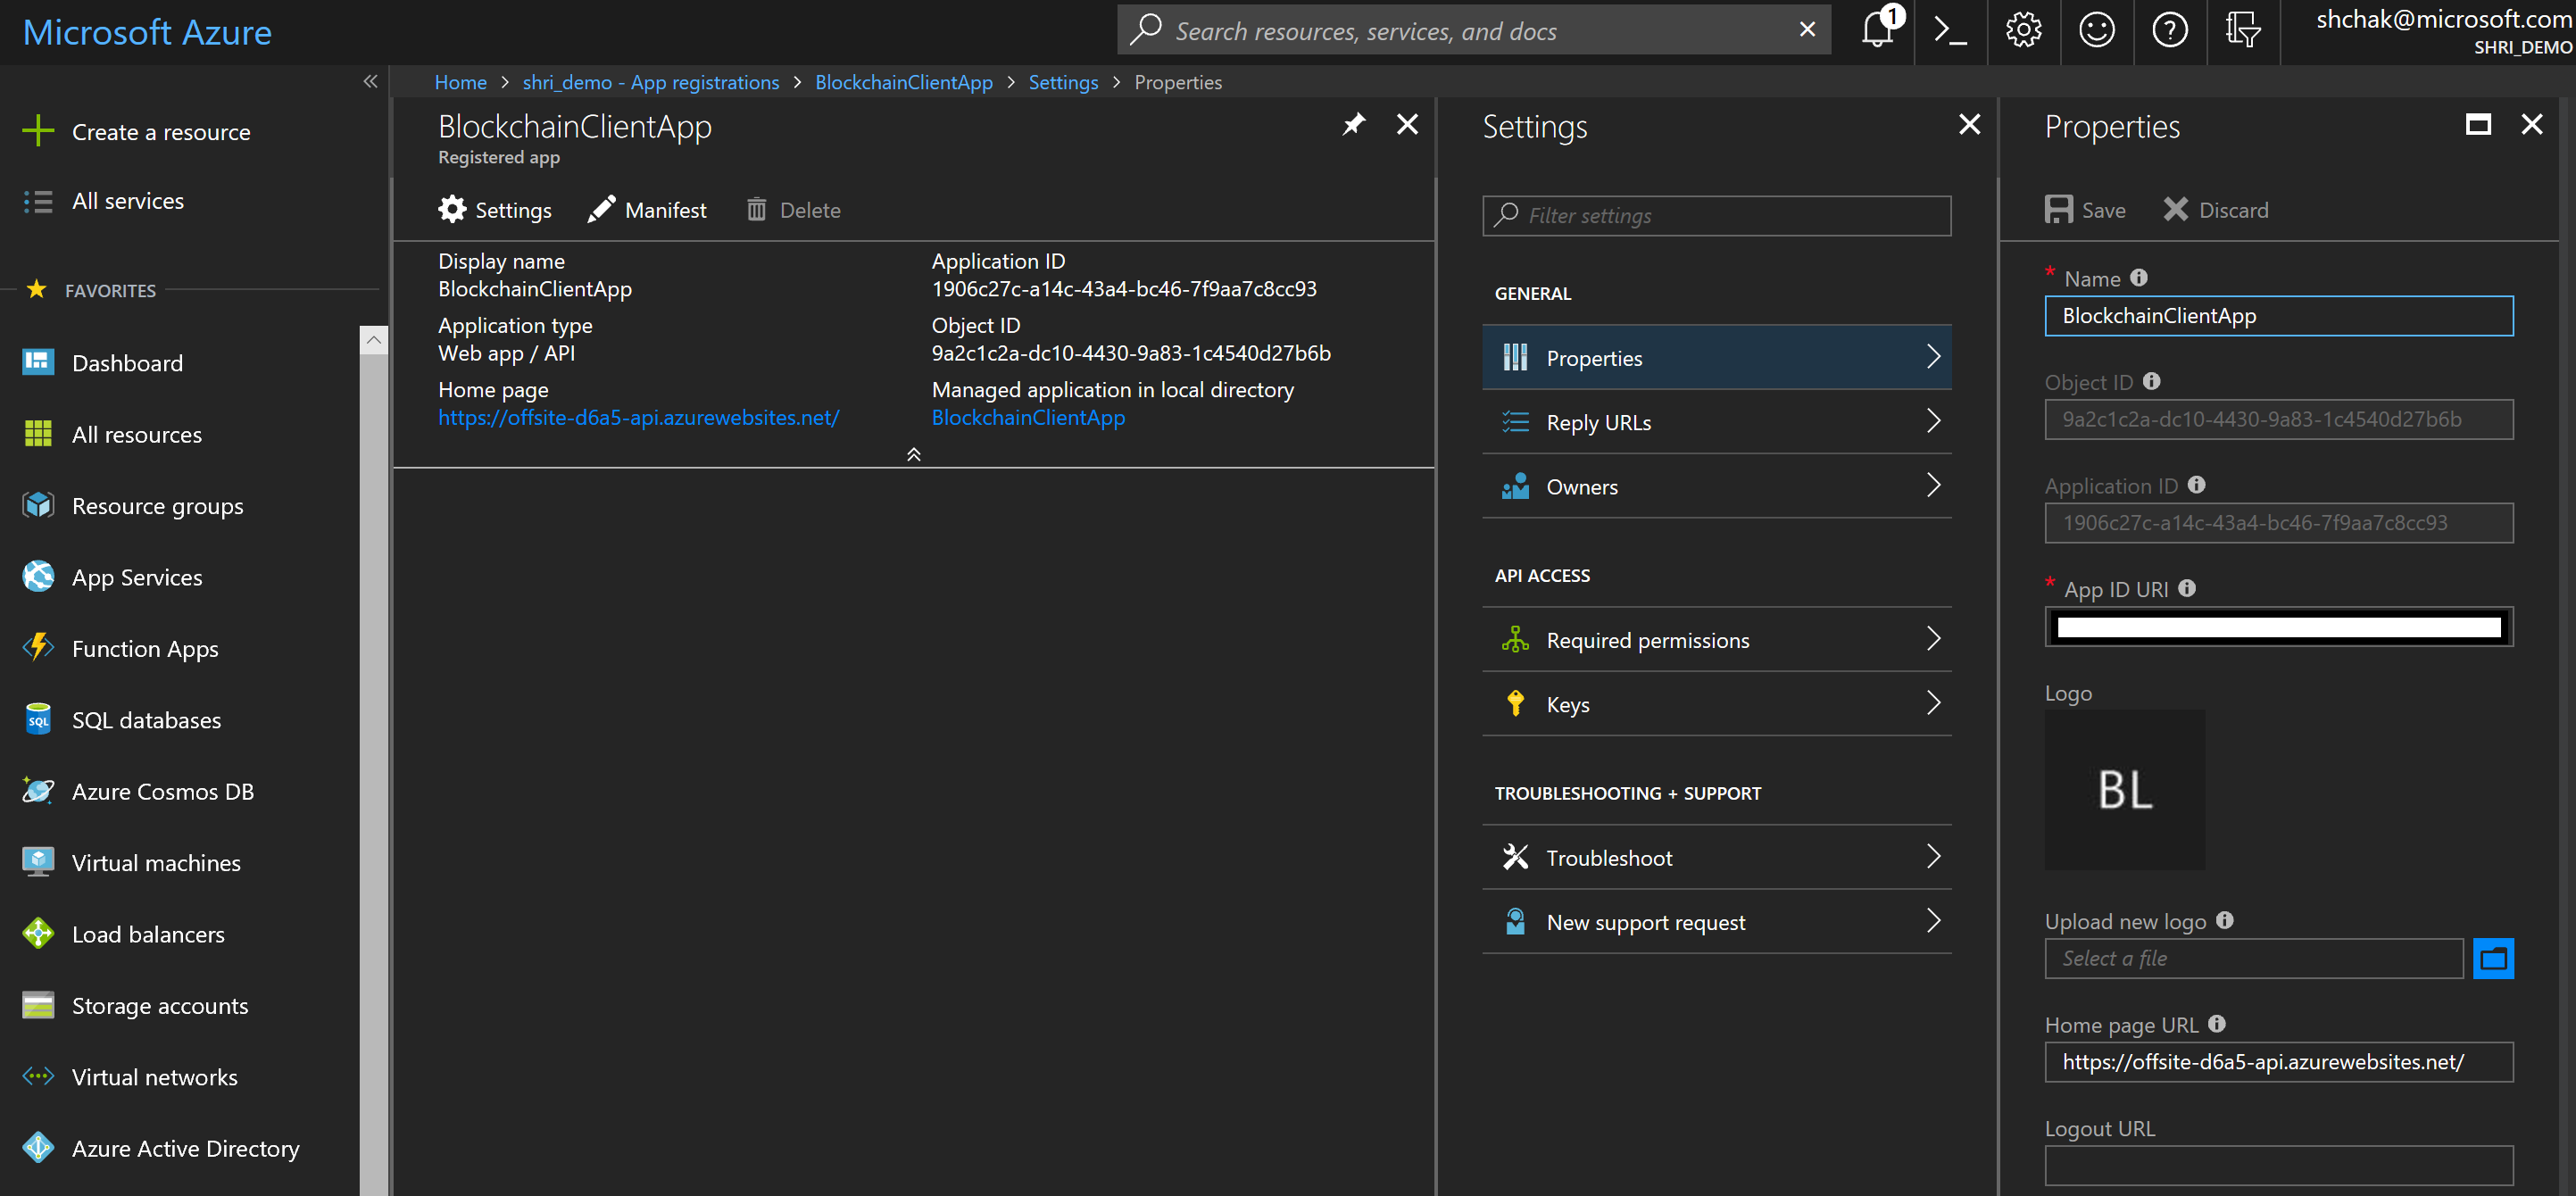 Microsoft Azure
Search resources, services, and docs
1
shchak@microsoft.com
SHRI_DEMO
Home > shri_demo - App registrations > BlockchainClientApp > Settings > Properties
Create a resource
All services
FAVORITES
Dashboard
All resources
Resource groups
App Services
Function Apps
SQL databases
Azure Cosmos DB
Virtual machines
Load balancers
Storage accounts
Virtual networks
Azure Active Directory
BlockchainClientApp
Registered app
Settings Manifest Delete
Display name
BlockchainClientApp
Application type
Web app / API
Home page
https://offsite-d6a5-api.azurewebsites.net/
Application ID
1906c27c-a14c-43a4-bc46-7f9aa7c8cc93
Object ID
9a2c1c2a-dc10-4430-9a83-1c4540d27b6b
Managed application in local directory
BlockchainClientApp
Settings
Filter settings
GENERAL
Properties
Reply URLs
Owners
API ACCESS
Required permissions
Keys
TROUBLESHOOTING + SUPPORT
Troubleshoot
New support request
Properties
Save Discard
* Name
BlockchainClientApp
Object ID
9a2c1c2a-dc10-4430-9a83-1c4540d27b6b
Application ID
1906c27c-a14c-43a4-bc46-7f9aa7c8cc93
* App ID URI
Logo
BL
Upload new logo
Select a file
Home page URL
https://offsite-d6a5-api.azurewebsites.net/
Logout URL